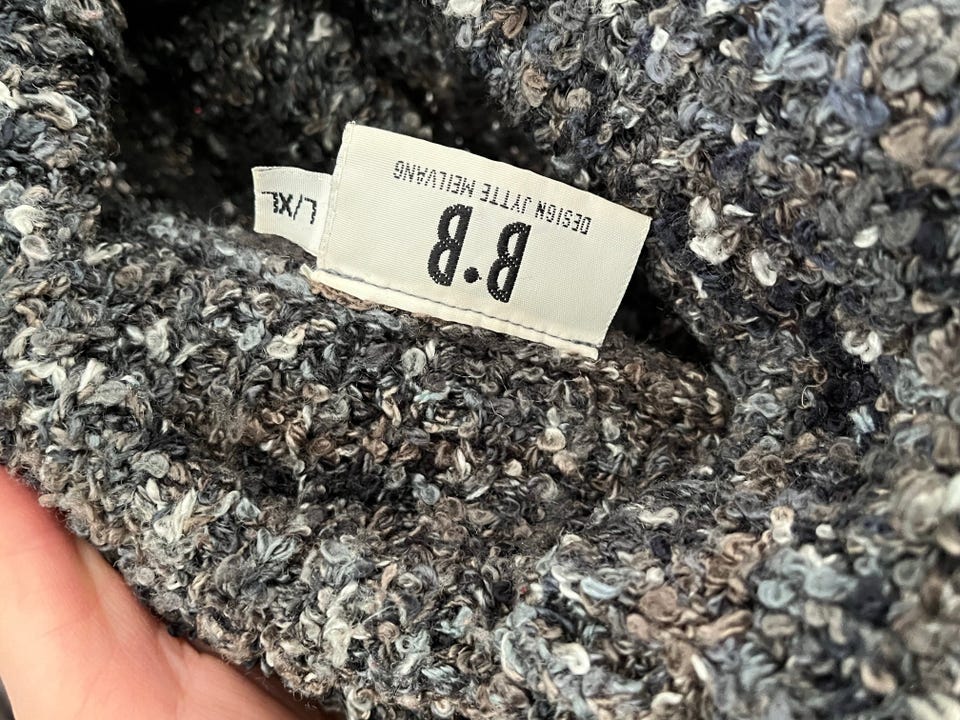 B·B
DESIGN JYTTE MEILVANG
L/XL